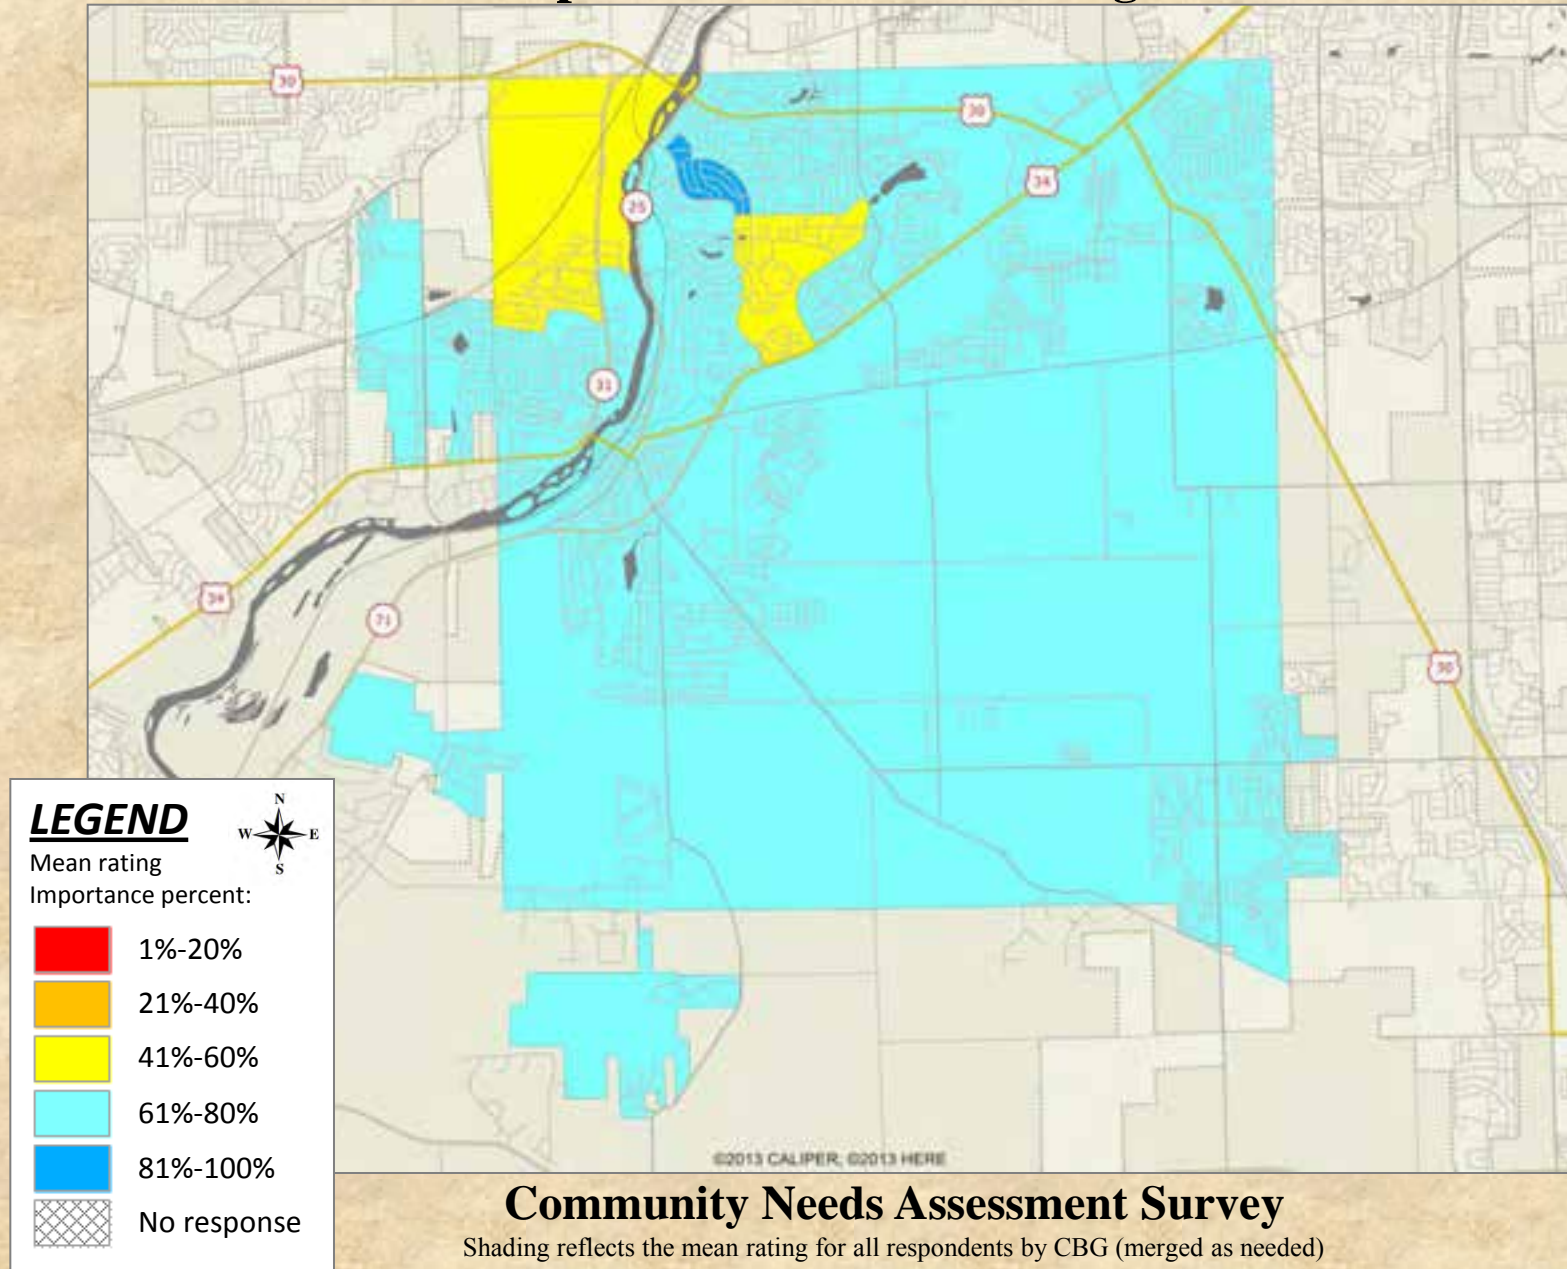 30
30
34
25
31
34
71
30
LEGEND
N
W E
S
Mean rating
Importance percent:
1%-20%
21%-40%
41%-60%
61%-80%
81%-100%
No response
©2013 CALIPER, ©2013 HERE
Community Needs Assessment Survey
Shading reflects the mean rating for all respondents by CBG (merged as needed)